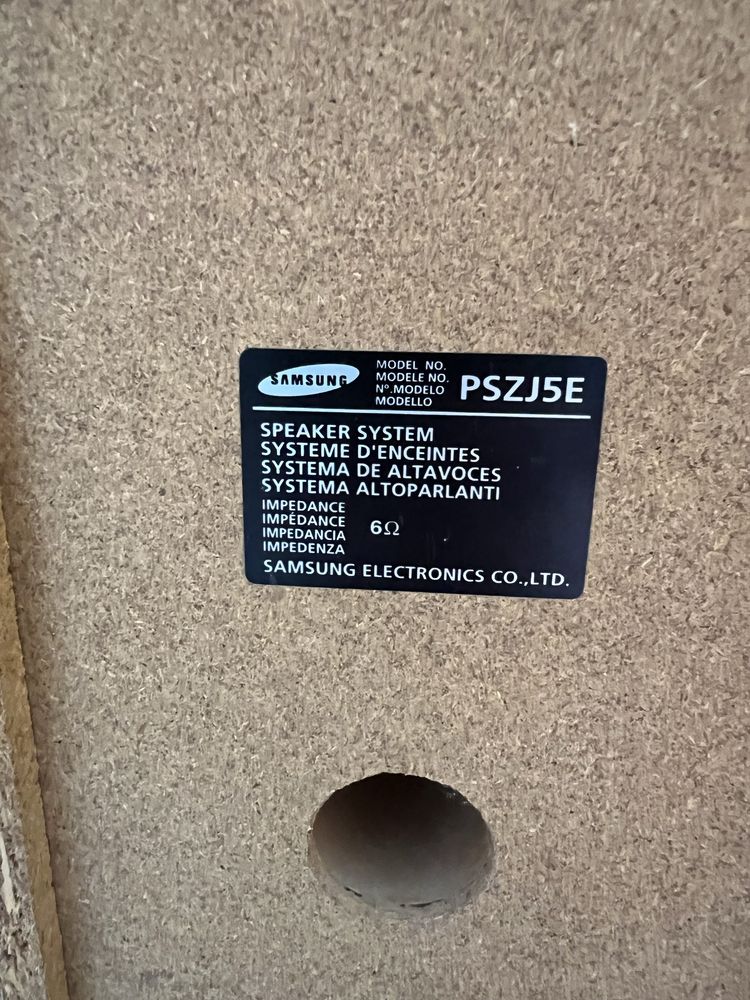 SAMSUNG
MODEL NO.
MODELE NO.
Nº.MODELO
MODELLO
PSZJ5E
SPEAKER SYSTEM
SYSTEME D'ENCEINTES
SYSTEMA DE ALTAVOCES
SYSTEMA ALTOPARLANTI
IMPEDANCE
IMPÉDANCE
IMPEDANCIA
IMPEDENZA
6Ω
SAMSUNG ELECTRONICS CO.,LTD.